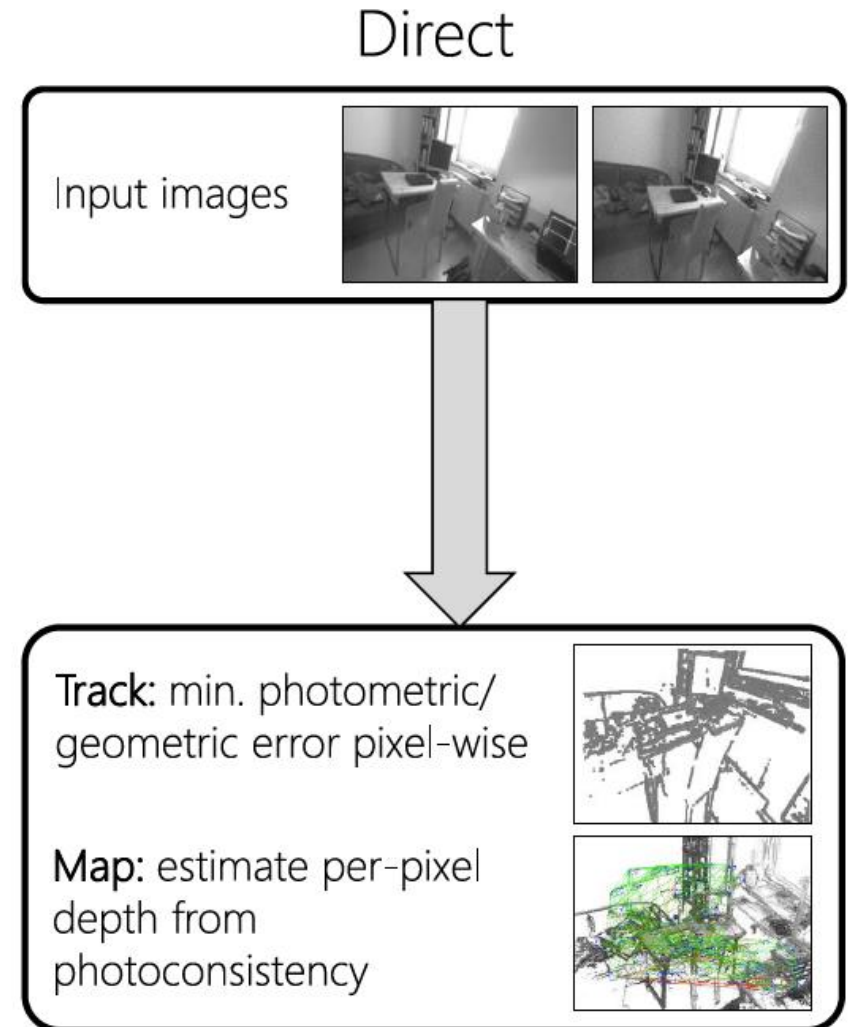 Direct
Input images
Track: min. photometric/
geometric error pixel-wise
Map: estimate per-pixel
depth from
photoconsistency